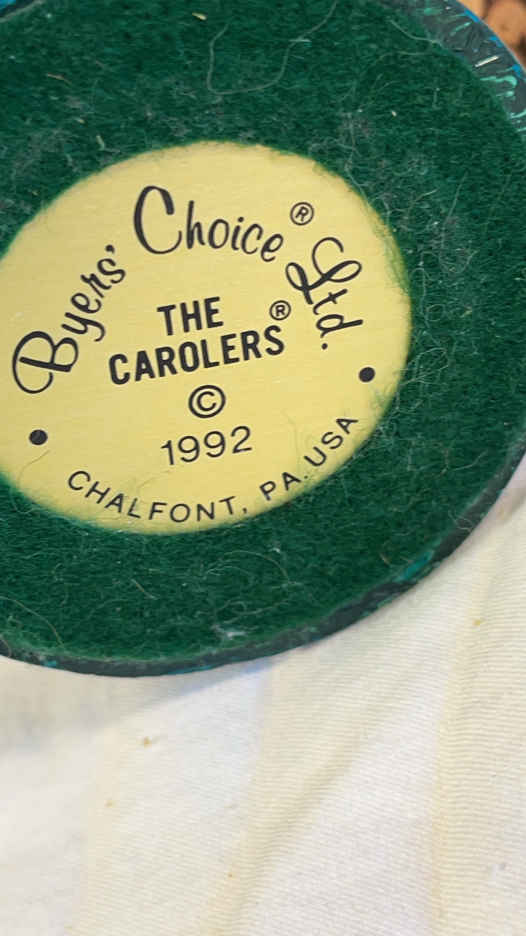 Byers' Choice® Ltd.
THE
CAROLERS®
©
1992
CHALFONT, PA. USA